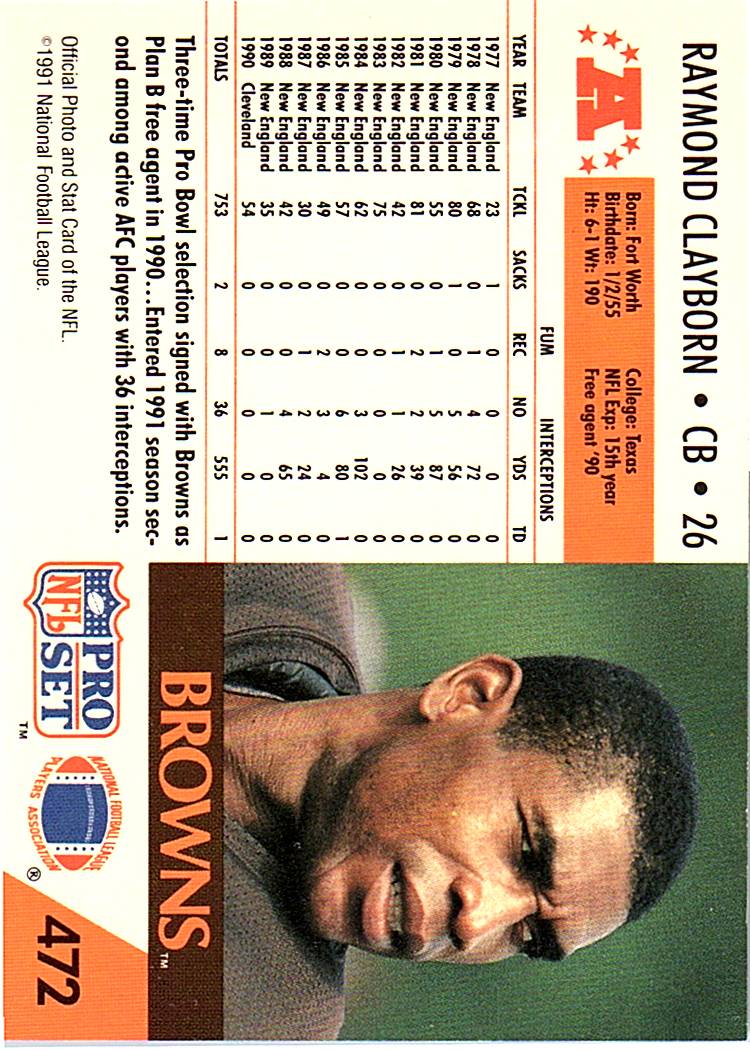 RAYMOND CLAYBORN • CB • 26
A
Born: Fort Worth
Birthdate: 1/2/55
Ht: 6-1 Wt: 190
College: Texas
NFL Exp: 15th year
Free agent '90
FUM INTERCEPTIONS
YEAR TEAM TCKL SACKS REC NO YDS TD
1977 New England 23 1 0 0 0 0
1978 New England 68 0 1 4 72 0
1979 New England 80 1 0 5 56 0
1980 New England 55 0 1 5 87 0
1981 New England 81 0 2 2 39 0
1982 New England 42 0 1 1 26 0
1983 New England 75 0 0 0 0 0
1984 New England 62 0 0 3 102 0
1985 New England 57 0 0 6 80 1
1986 New England 49 0 2 3 4 0
1987 New England 30 0 1 2 24 0
1988 New England 42 0 0 4 65 0
1989 New England 35 0 0 1 0 0
1990 Cleveland 54 0 0 0 0 0
TOTALS 753 2 8 36 555 1
Three-time Pro Bowl selection signed with Browns as
Plan B free agent in 1990...Entered 1991 season sec-
ond among active AFC players with 36 interceptions.
Official Photo and Stat Card of the NFL.
©1991 National Football League.
BROWNS™
NFL PRO
SET ™
NATIONAL FOOTBALL LEAGUE
PLAYERS ASSOCIATION ®
472